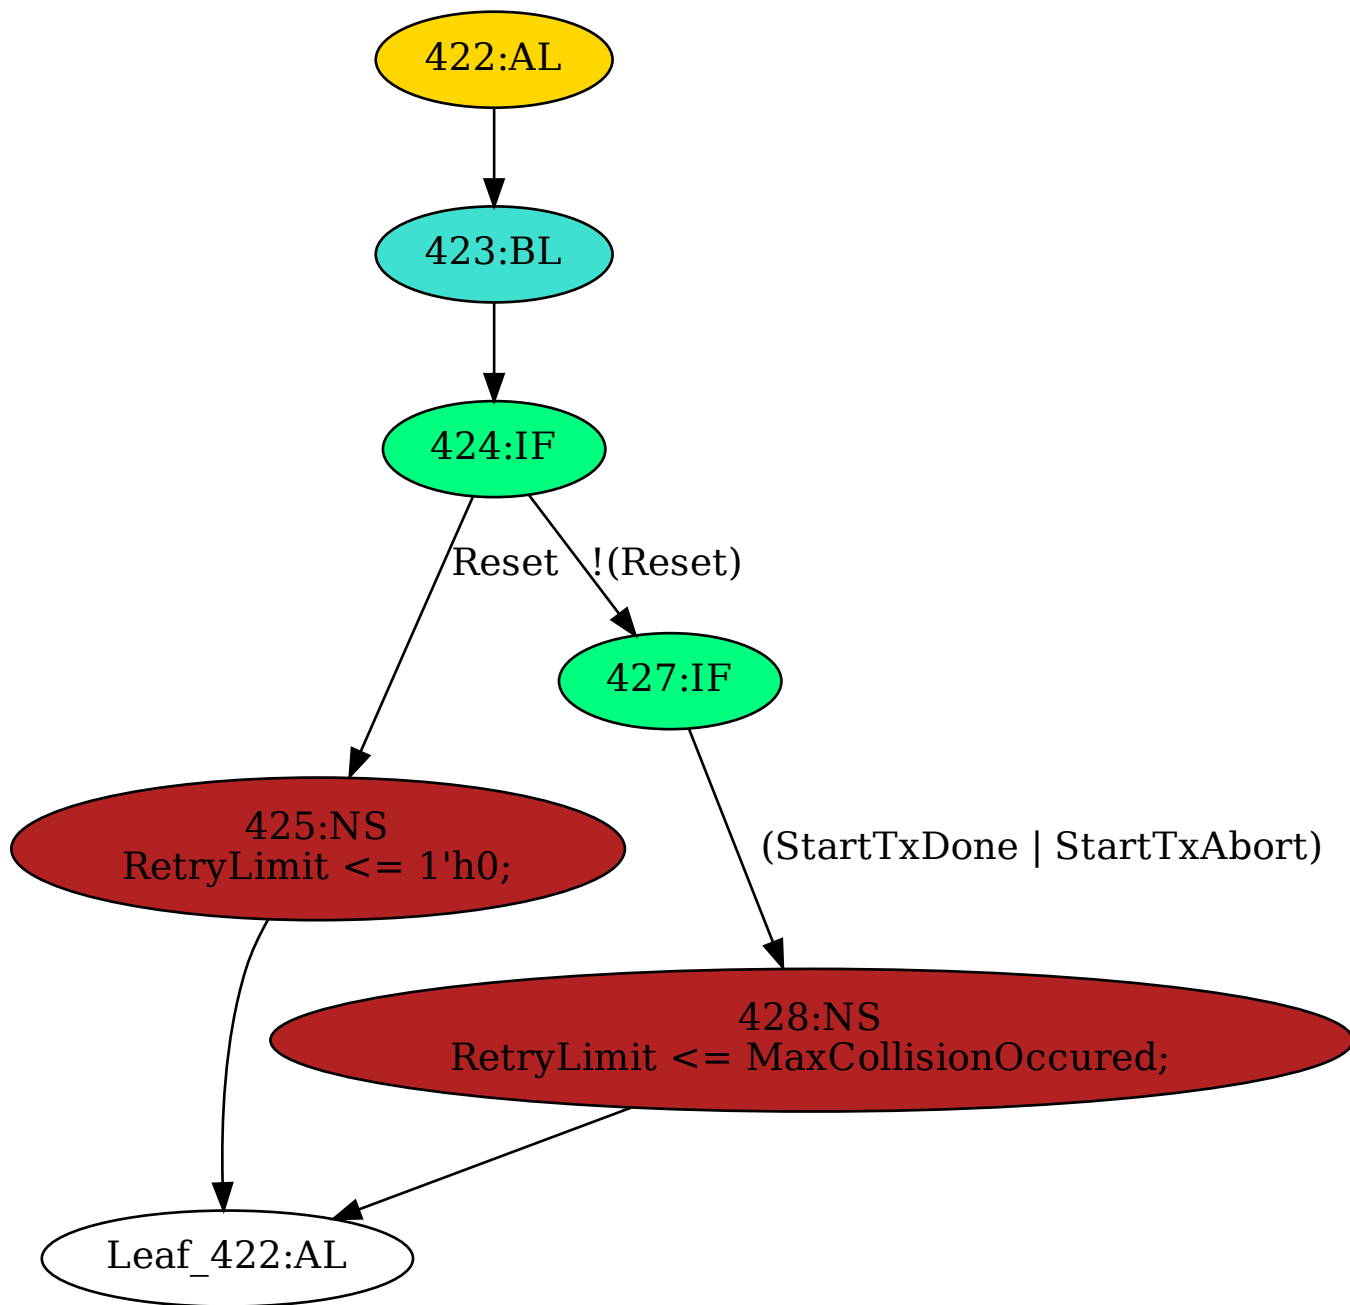 422:AL
423:BL
424:IF
Reset
!(Reset)
427:IF
425:NS
RetryLimit <= 1'h0;
(StartTxDone | StartTxAbort)
428:NS
RetryLimit <= MaxCollisionOccured;
Leaf_422:AL